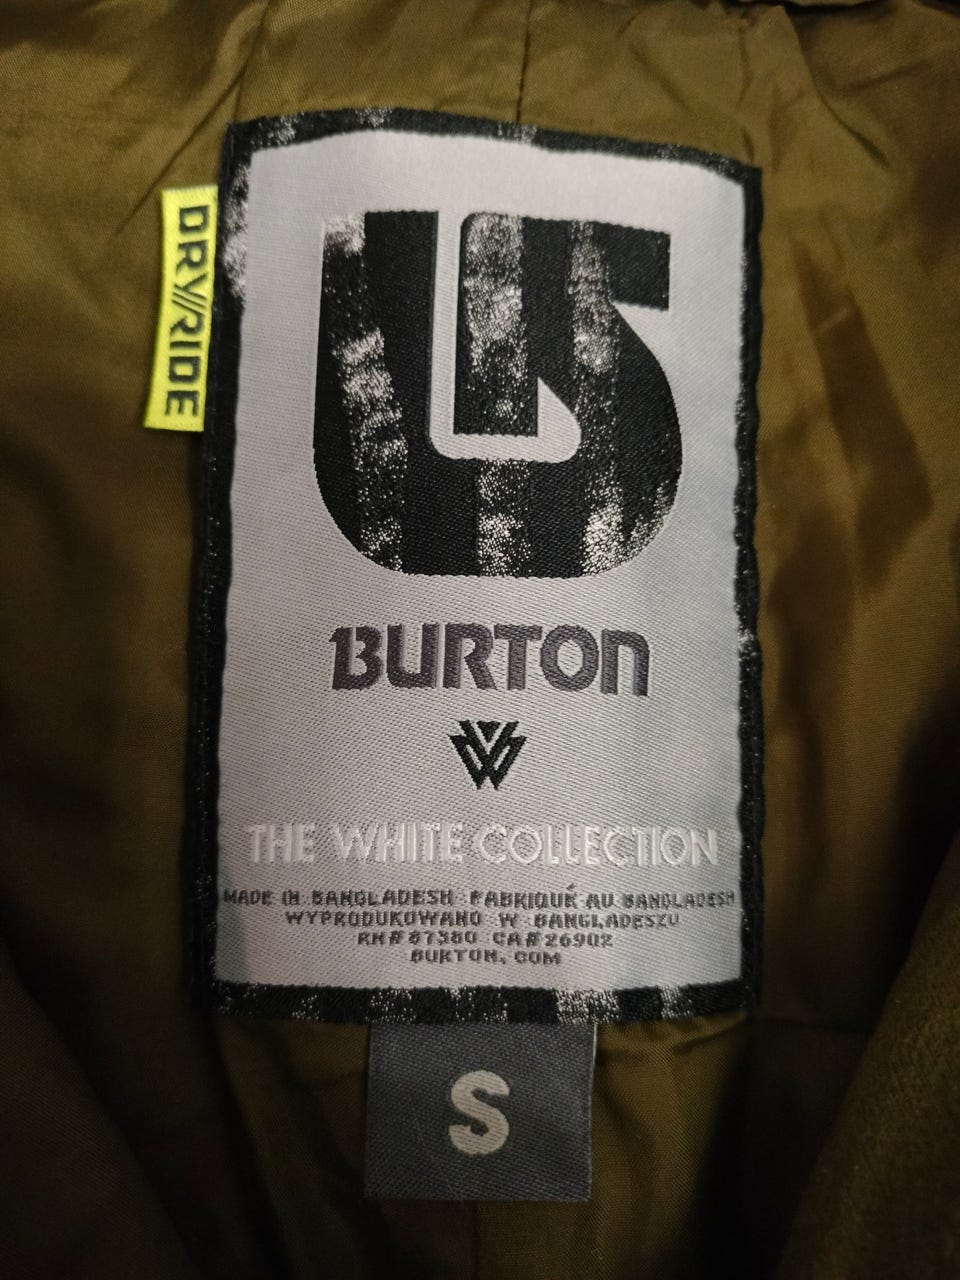 DRY//RIDE
BURTON
THE WHITE COLLECTION
MADE IN BANGLADESH FABRIQUÉ AU BANGLADESH
WYPRODUKOWANO W BANGLADESZU
RN# 87380 CA# 26902
BURTON.COM
S